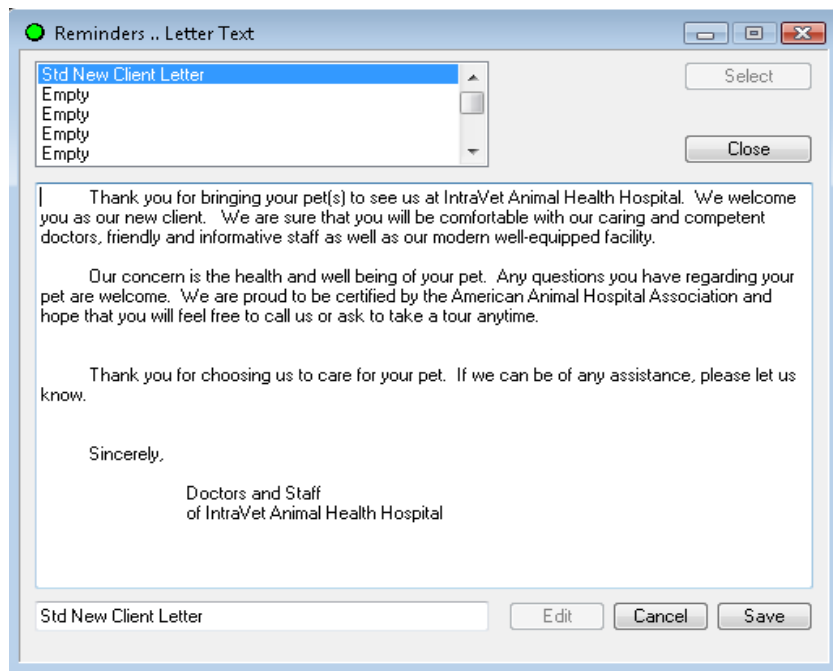 Reminders .. Letter Text
Std New Client Letter
Empty
Empty
Empty
Empty
Select
Close
Thank you for bringing your pet(s) to see us at IntraVet Animal Health Hospital.  We welcome
you as our new client.   We are sure that you will be comfortable with our caring and competent
doctors, friendly and informative staff as well as our modern well-equipped facility.
Our concern is the health and well being of your pet.  Any questions you have regarding your
pet are welcome.  We are proud to be certified by the American Animal Hospital Association and
hope that you will feel free to call us or ask to take a tour anytime.
Thank you for choosing us to care for your pet.  If we can be of any assistance, please let us
know.
Sincerely,
Doctors and Staff
of IntraVet Animal Health Hospital
Std New Client Letter
Edit
Cancel
Save